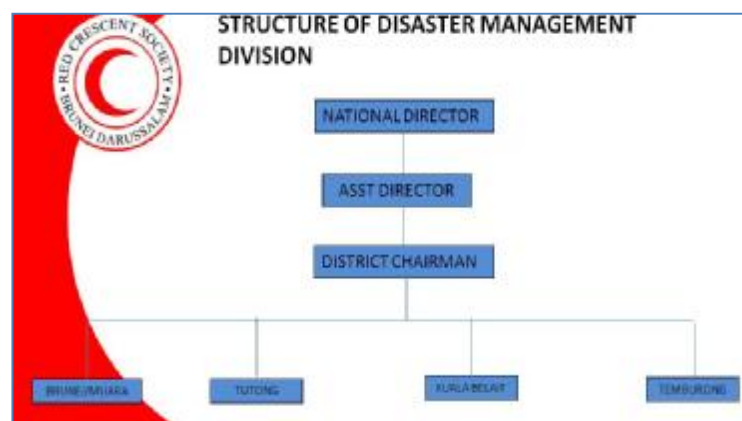 RED CRESCENT SOCIETY
BRUNEI DARUSSALAM
STRUCTURE OF DISASTER MANAGEMENT
DIVISION
NATIONAL DIRECTOR
ASST DIRECTOR
DISTRICT CHAIRMAN
BRUNEI/MUARA
TUTONG
KUALA BELAIT
TEMBURONG